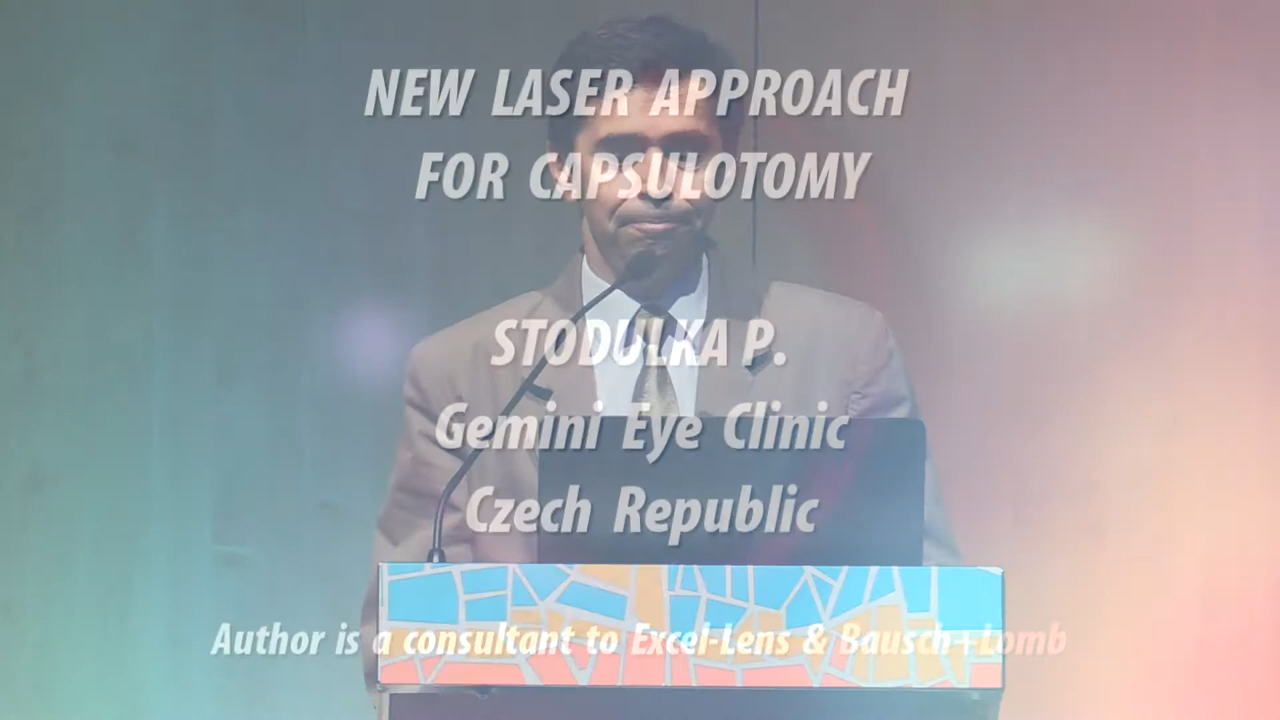 NEW LASER APPROACH
FOR CAPSULOTOMY
STODULKA P.
Gemini Eye Clinic
Czech Republic
Author is a consultant to Excel-Lens & Bausch+Lomb